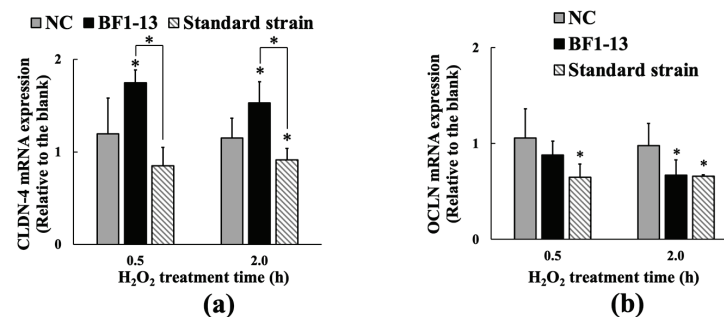 NC BF1-13 Standard strain
CLDN-4 mRNA expression
(Relative to the blank)
2
1
0
* *
* *
*
0.5 2.0
H₂O₂ treatment time (h)
(a)
NC
BF1-13
Standard strain
OCLN mRNA expression
(Relative to the blank)
2
1
0
* * *
0.5 2.0
H₂O₂ treatment time (h)
(b)